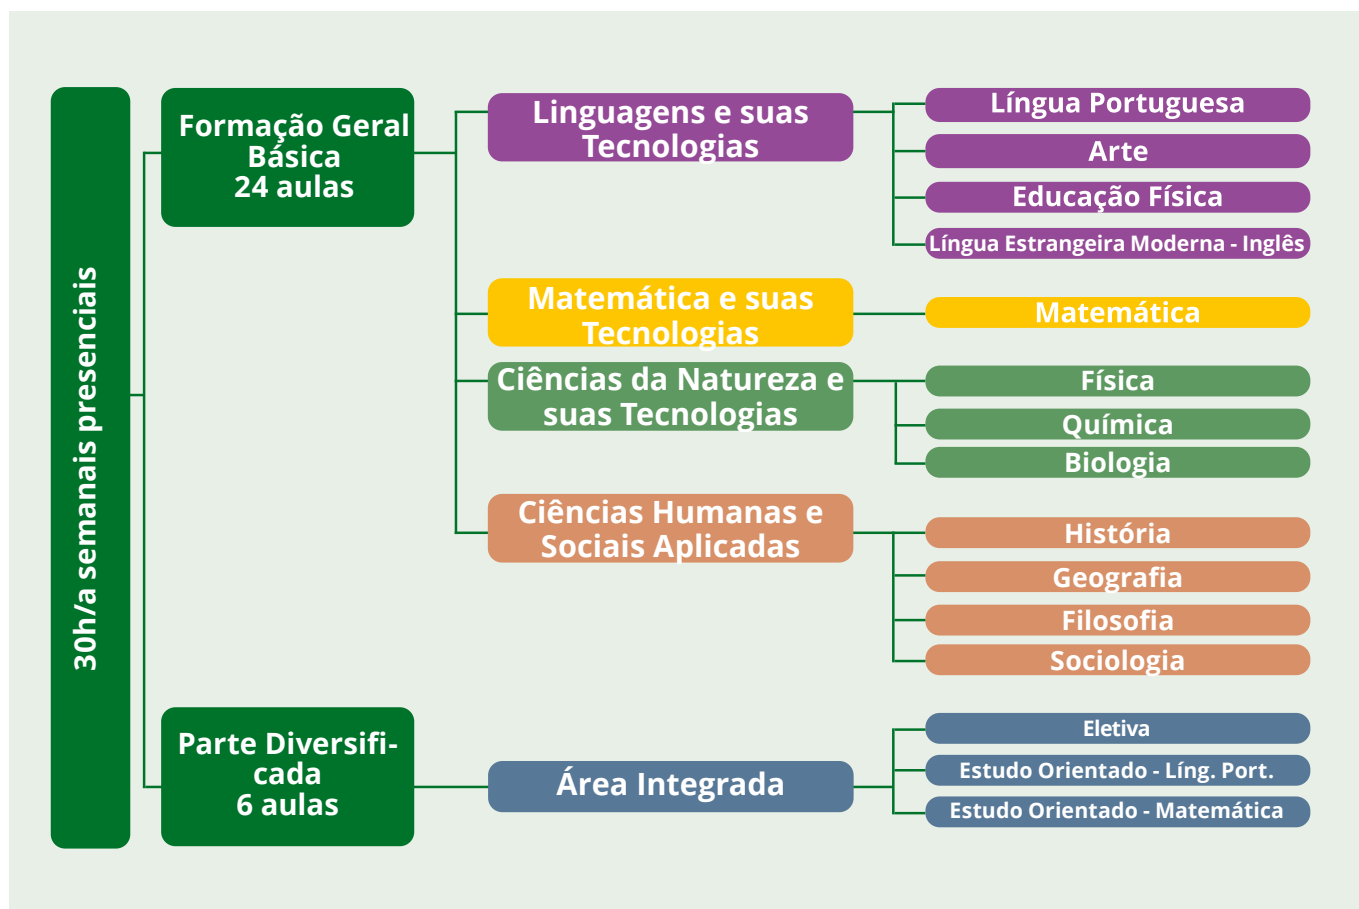 30h/a semanais presenciais
Formação Geral
Básica
24 aulas
Linguagens e suas
Tecnologias
Língua Portuguesa
Arte
Educação Física
Língua Estrangeira Moderna - Inglês
Matemática e suas
Tecnologias
Matemática
Ciências da Natureza e
suas Tecnologias
Física
Química
Biologia
Ciências Humanas e
Sociais Aplicadas
História
Geografia
Filosofia
Sociologia
Parte Diversifi-
cada
6 aulas
Área Integrada
Eletiva
Estudo Orientado - Líng. Port.
Estudo Orientado - Matemática